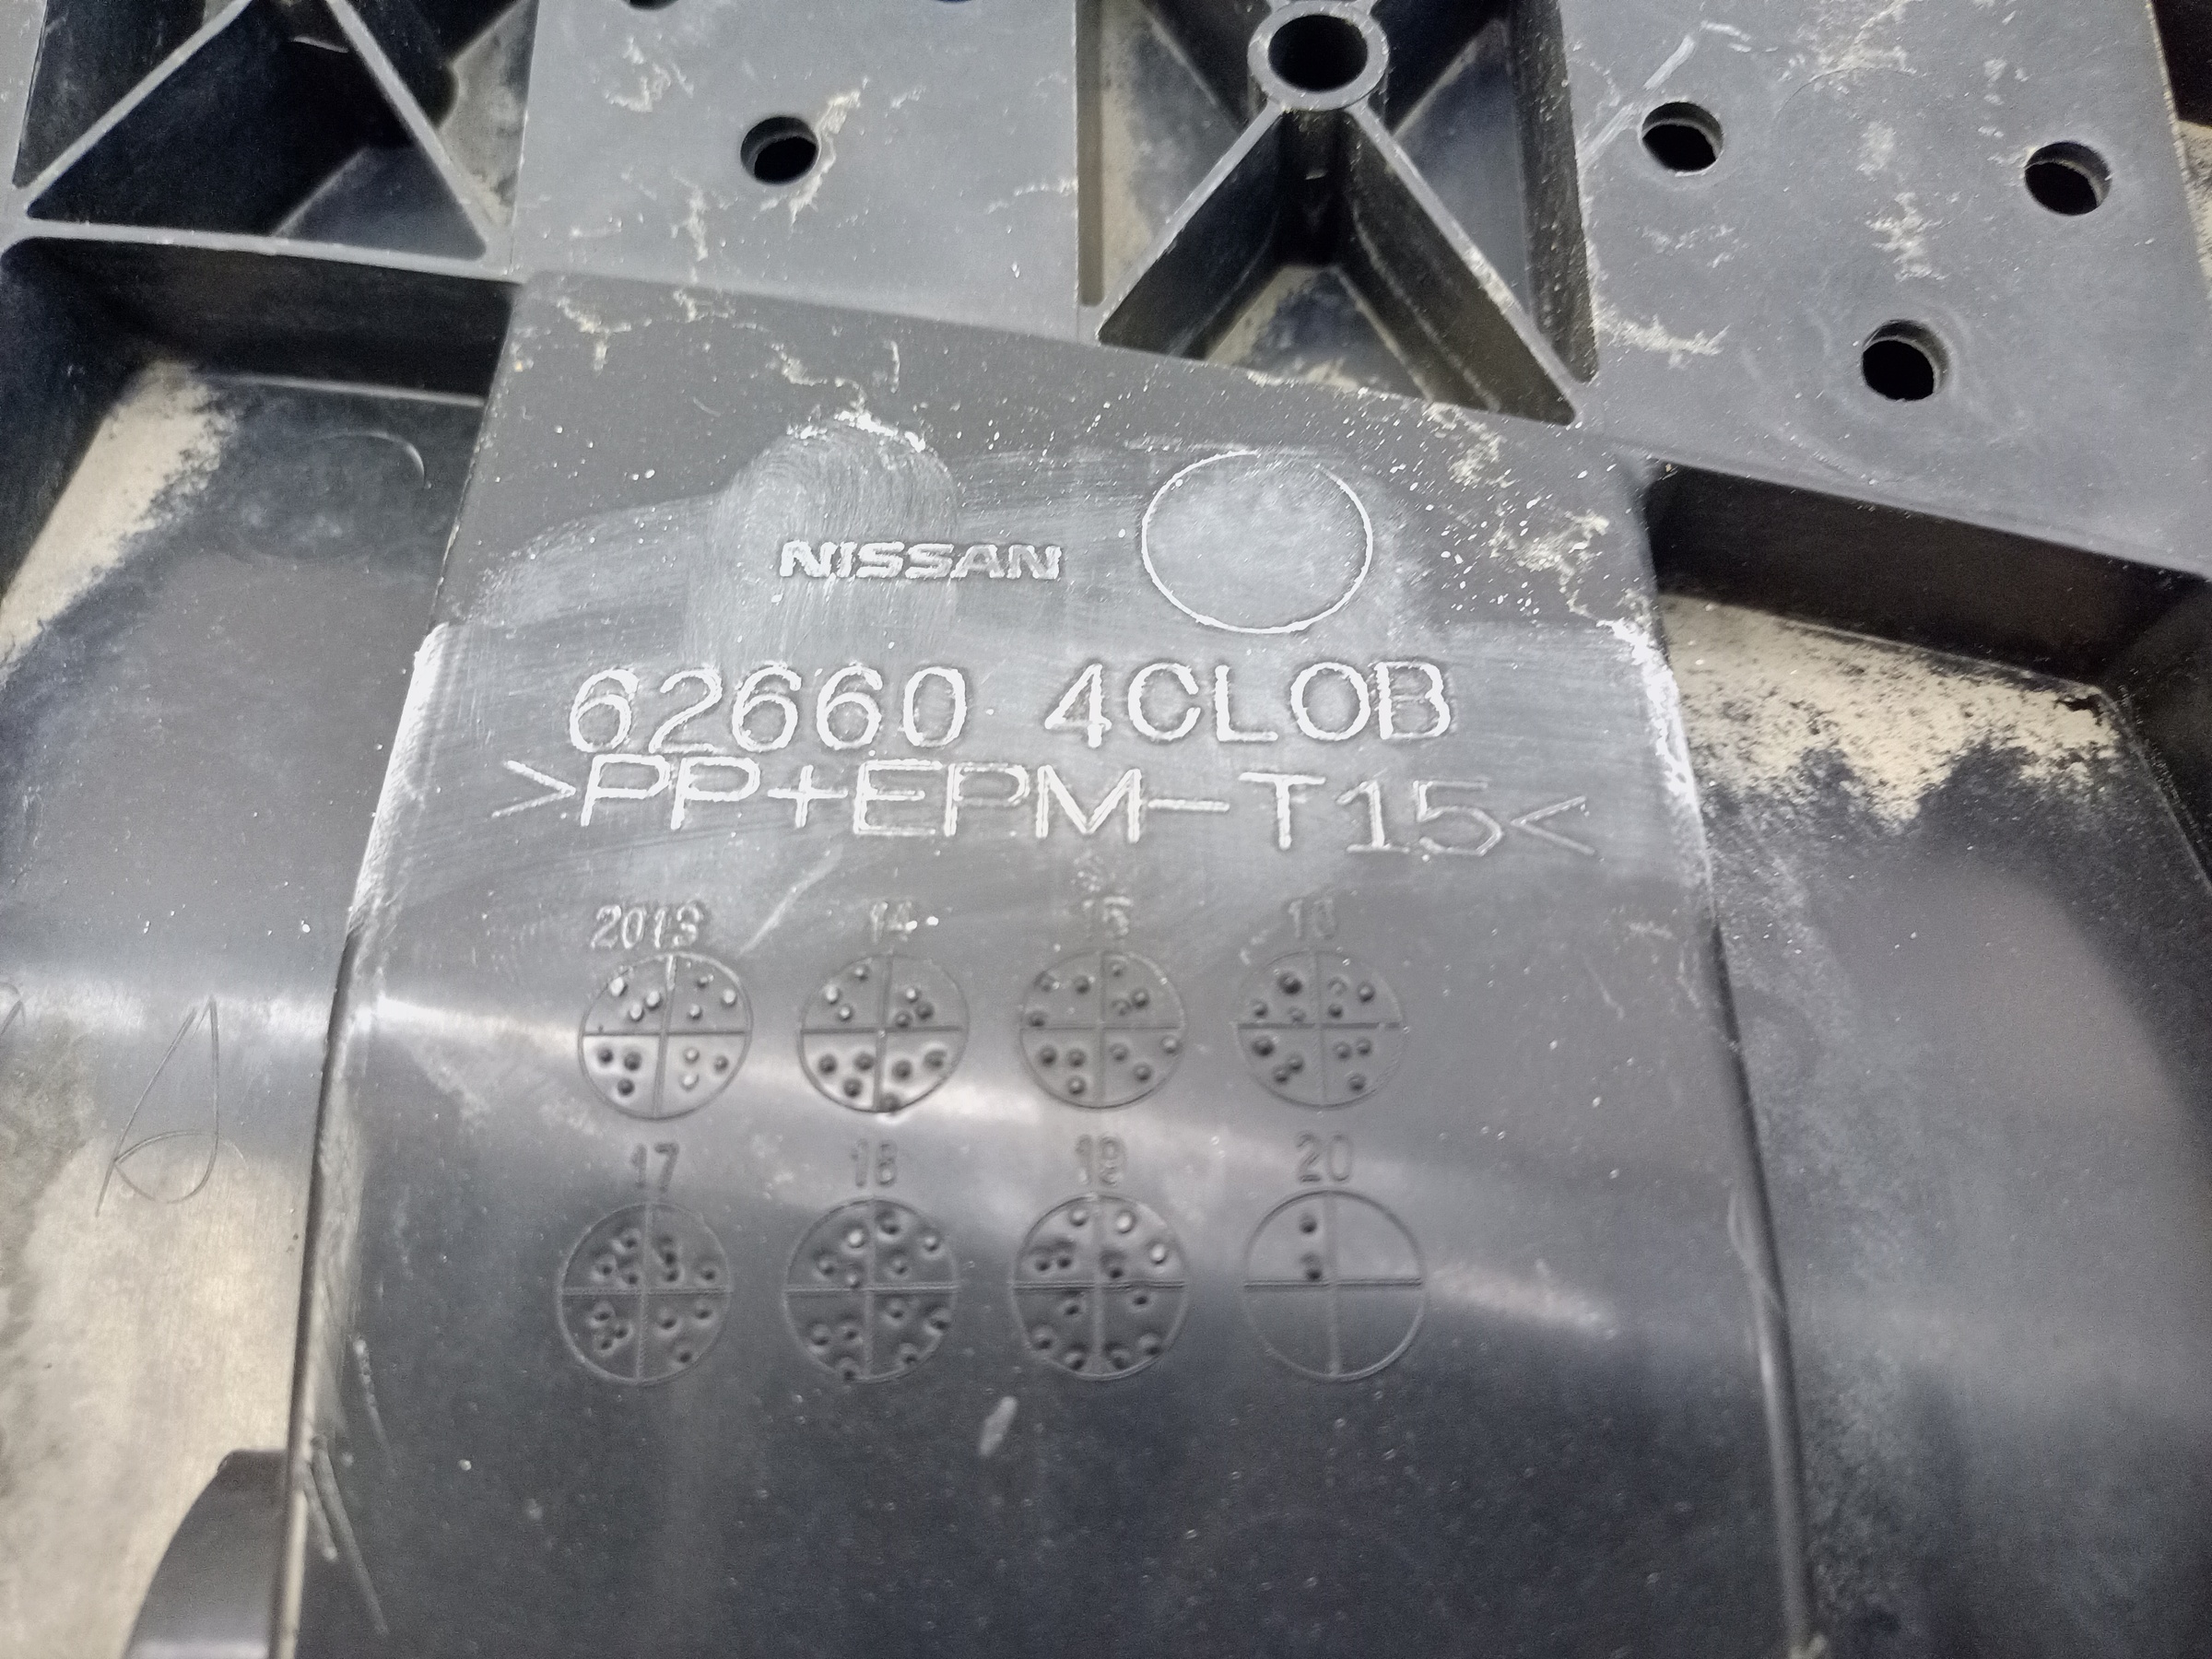 NISSAN
62660 4CL0B
>PP+EPM-T15<
2013 14 15 16
17 18 19 20